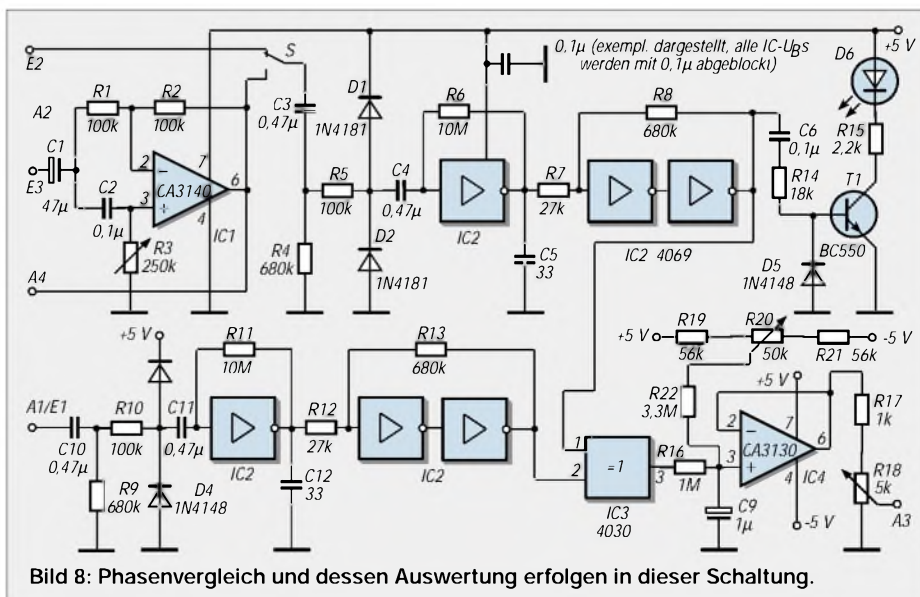 E2
S
0,1µ (exempl. dargestellt, alle IC-UBs
werden mit 0,1µ abgeblockt)
+5 V
D6
A2
R1
100k
R2
100k
C3
0,47µ
D1
1N4181
R6
10M
R8
680k
C6
0,1µ
R15
2,2k
C1
E3
47µ
2
−
7
CA3140
6
3
+
4
IC1
C2
0,1µ
R3
250k
R5
100k
C4
0,47µ
IC2
R7
27k
IC2 4069
R14
18k
T1
BC550
R4
680k
D2
1N4181
C5
33
D5
1N4148
A4
+5 V
R11
10M
R13
680k
+5 V
R19
56k
R20
50k
R21
56k
-5 V
A1/E1
C10
0,47µ
R10
100k
C11
0,47µ
IC2
R12
27k
IC2
R22
3,3M
+5 V
R17
1k
R9
680k
D4
1N4148
C12
33
1
2
=1
3
IC3
4030
R16
1M
2
−
7
CA3130
6
3
+
4
IC4
C9
1µ
-5 V
R18
5k
A3
Bild 8: Phasenvergleich und dessen Auswertung erfolgen in dieser Schaltung.